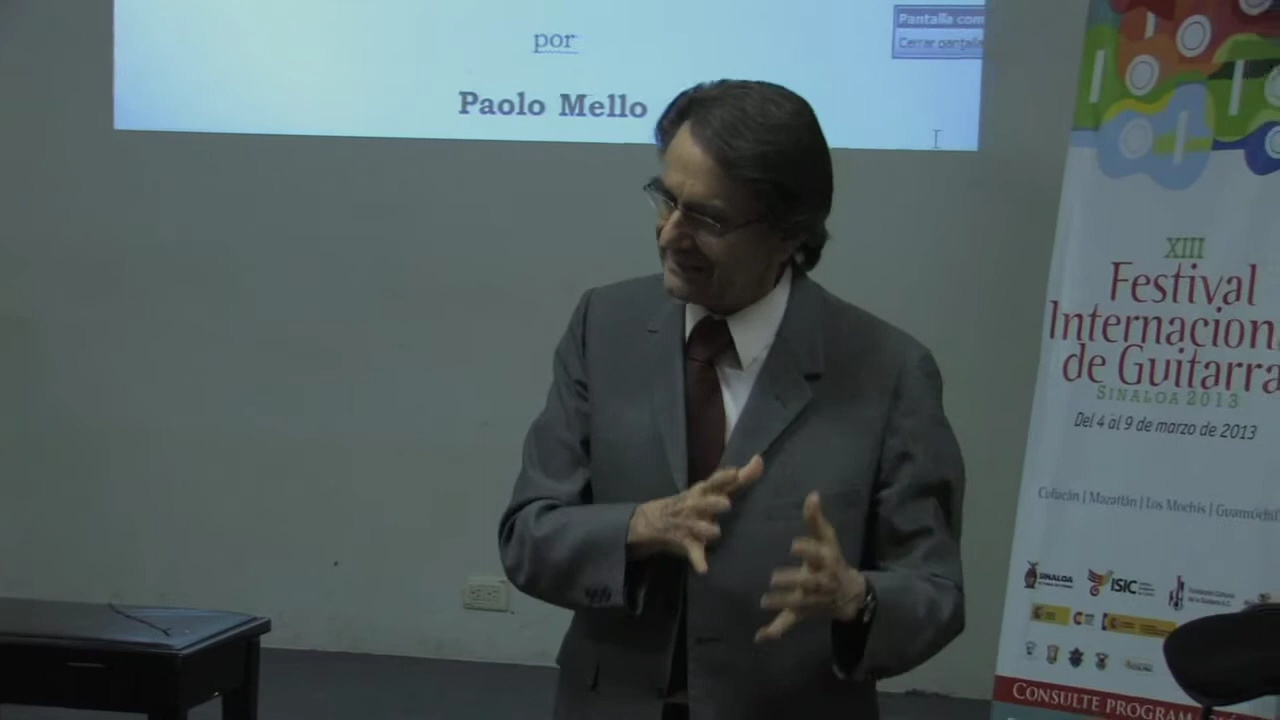 por
Paolo Mello
Pantalla com
Cerrar pantalla
XIII
Festival
Internacion
de Guitarra
SINALOA 2013
Del 4 al 9 de marzo de 2013
Culiacán | Mazatlán | Los Mochis | Guamúchil
SINALOA
ISIC
CONSULTE PROGRAM